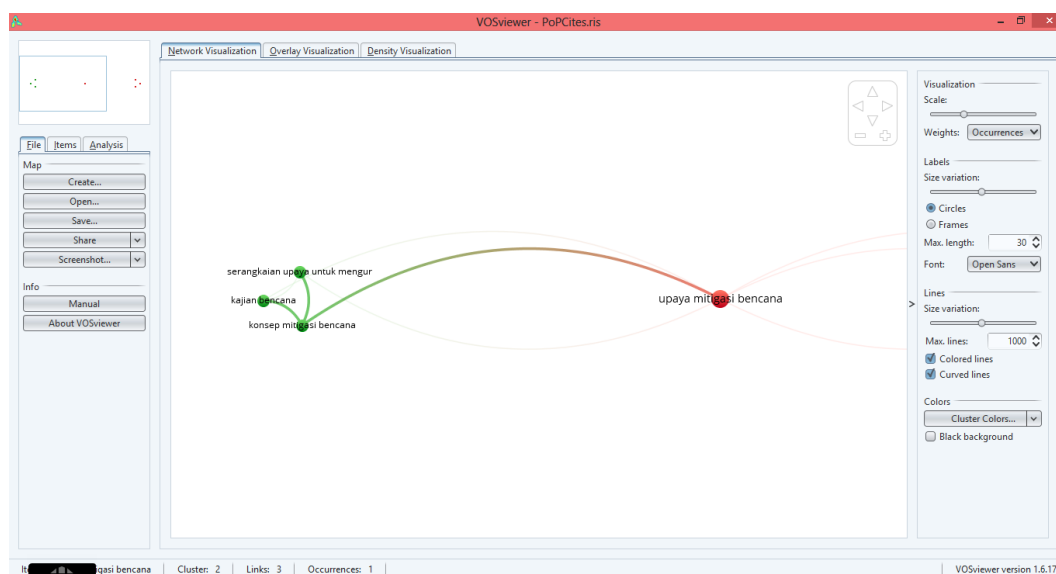 VOSviewer - PoPCites.ris
Network Visualization Overlay Visualization Density Visualization
File Items Analysis
Map
Create...
Open...
Save...
Share
Screenshot...
Info
Manual
About VOSviewer
serangkaian upaya untuk mengur
kajian bencana
konsep mitigasi bencana
upaya mitigasi bencana
>
Visualization
Scale:
Weights: Occurrences
Labels
Size variation:
Circles
Frames
Max. length: 30
Font: Open Sans
Lines
Size variation:
Max. lines: 1000
Colored lines
Curved lines
Colors
Cluster Colors...
Black background
bencana Cluster: 2 Links: 3 Occurrences: 1 VOSviewer version 1.6.17